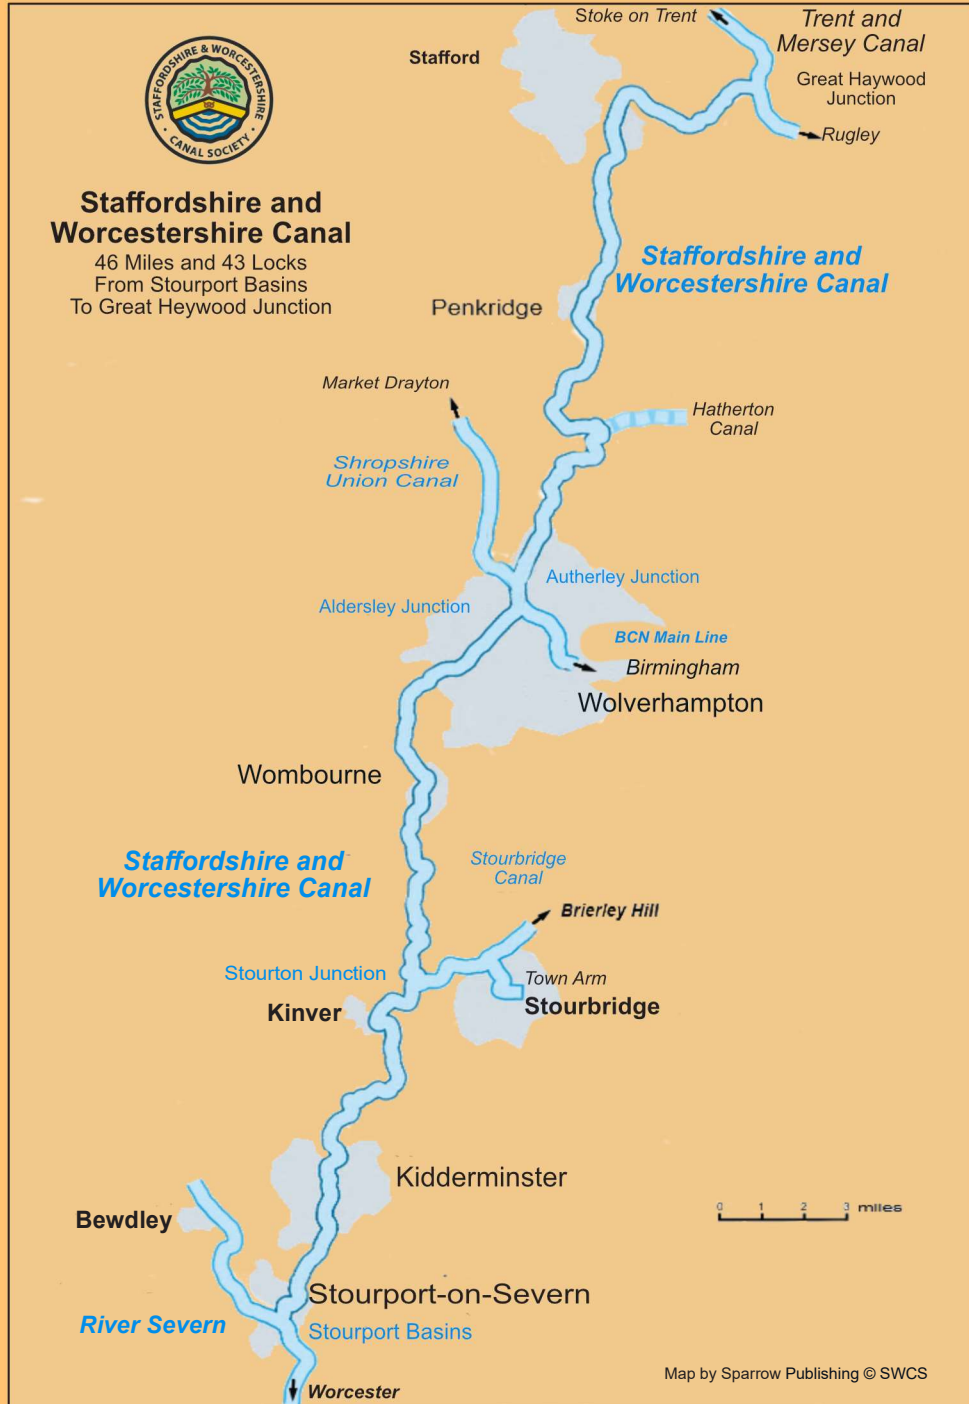 Stoke on Trent
Trent and
Mersey Canal
Stafford
Great Haywood
Junction
Rugley
STAFFORDSHIRE & WORCESTERSHIRE
• CANAL SOCIETY •
Staffordshire and
Worcestershire Canal
46 Miles and 43 Locks
From Stourport Basins
To Great Heywood Junction
Staffordshire and
Worcestershire Canal
Penkridge
Market Drayton
Hatherton
Canal
Shropshire
Union Canal
Autherley Junction
Aldersley Junction
BCN Main Line
Birmingham
Wolverhampton
Wombourne
Staffordshire and
Worcestershire Canal
Stourbridge
Canal
Brierley Hill
Stourton Junction
Town Arm
Stourbridge
Kinver
Kidderminster
Bewdley
0 1 2 3 miles
Stourport-on-Severn
River Severn
Stourport Basins
Map by Sparrow Publishing © SWCS
Worcester